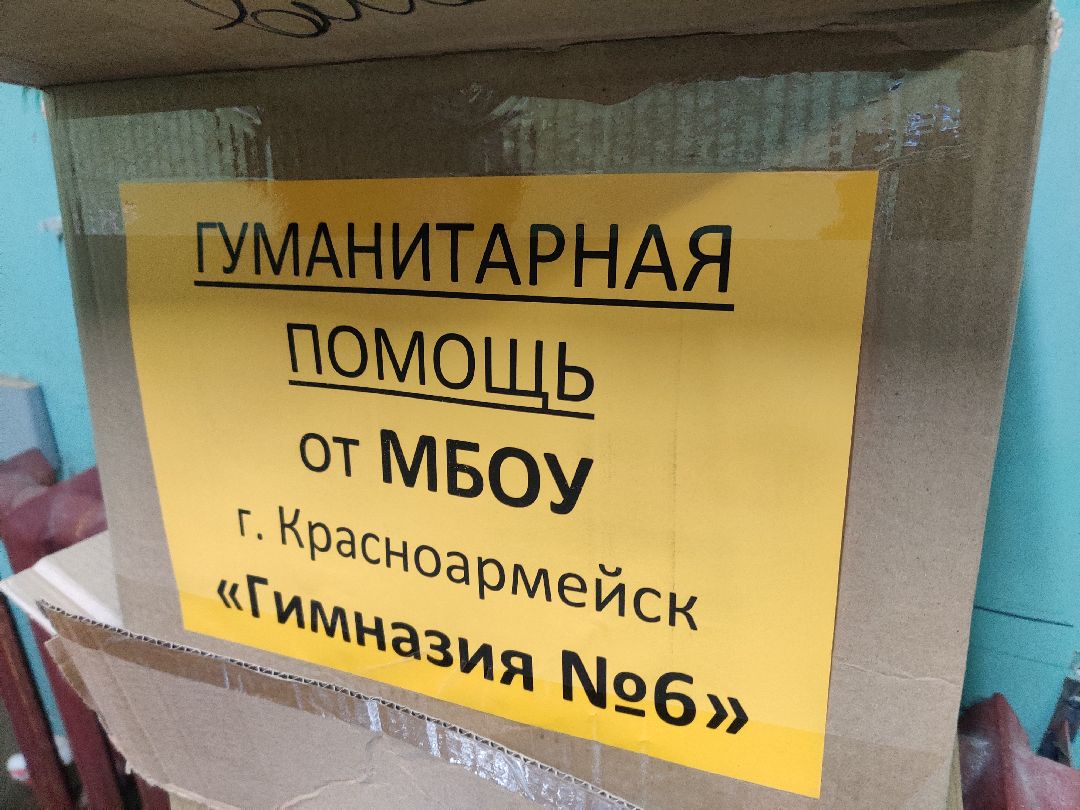 ГУМАНИТАРНАЯ
ПОМОЩЬ
от МБОУ
г. Красноармейск
«Гимназия №6»